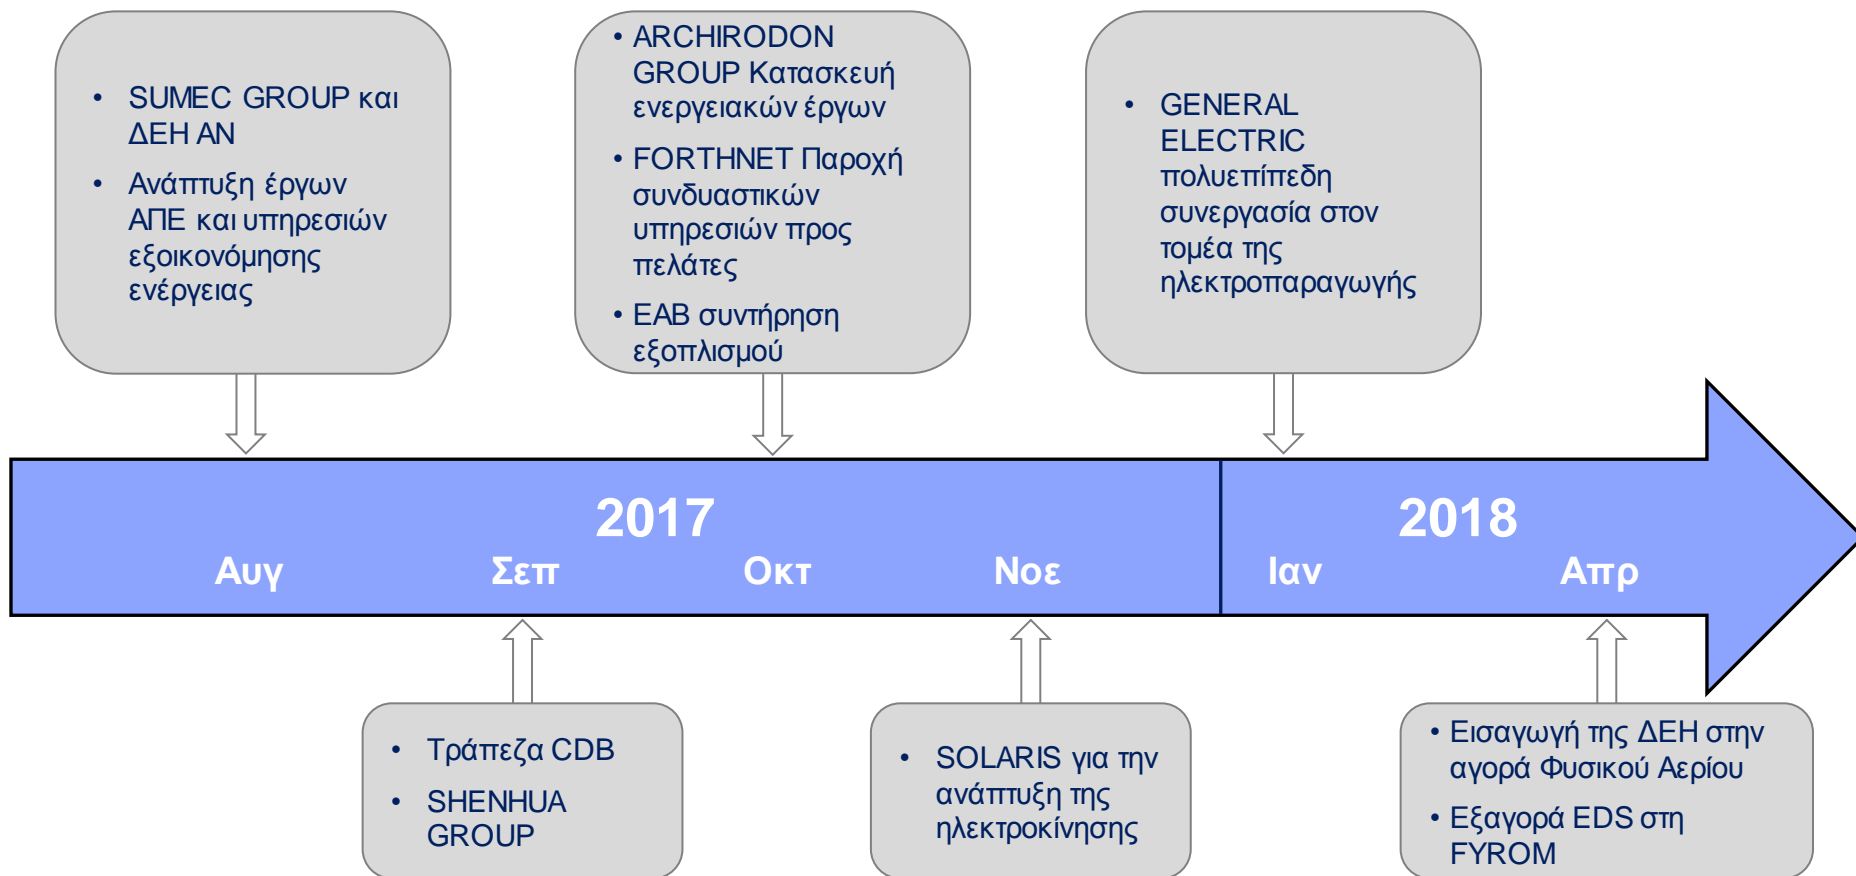 • SUMEC GROUP και
ΔΕΗ ΑΝ
• Ανάπτυξη έργων
ΑΠΕ και υπηρεσιών
εξοικονόμησης
ενέργειας
• ARCHIRODON
GROUP Κατασκευή
ενεργειακών έργων
• FORTHNET Παροχή
συνδυαστικών
υπηρεσιών προς
πελάτες
• ΕΑΒ συντήρηση
εξοπλισμού
• GENERAL
ELECTRIC
πολυεπίπεδη
συνεργασία στον
τομέα της
ηλεκτροπαραγωγής
2017 2018
Αυγ Σεπ Οκτ Νοε Ιαν Απρ
• Τράπεζα CDB
• SHENHUA
GROUP
• SOLARIS για την
ανάπτυξη της
ηλεκτροκίνησης
• Εισαγωγή της ΔΕΗ στην
αγορά Φυσικού Αερίου
• Εξαγορά EDS στη
FYROM